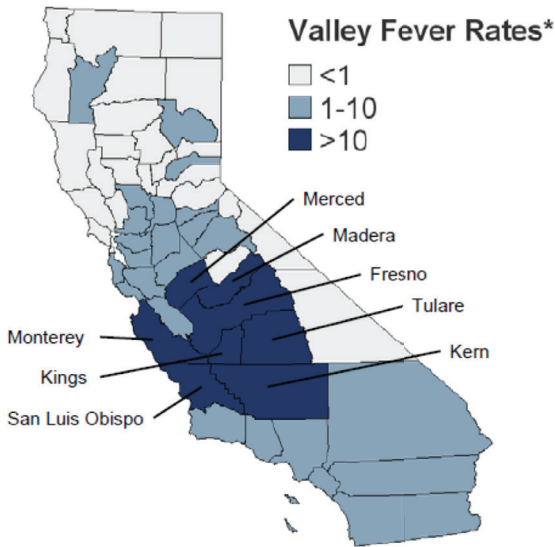 Valley Fever Rates*
<1
1-10
>10
Merced
Madera
Fresno
Tulare
Monterey
Kern
Kings
San Luis Obispo